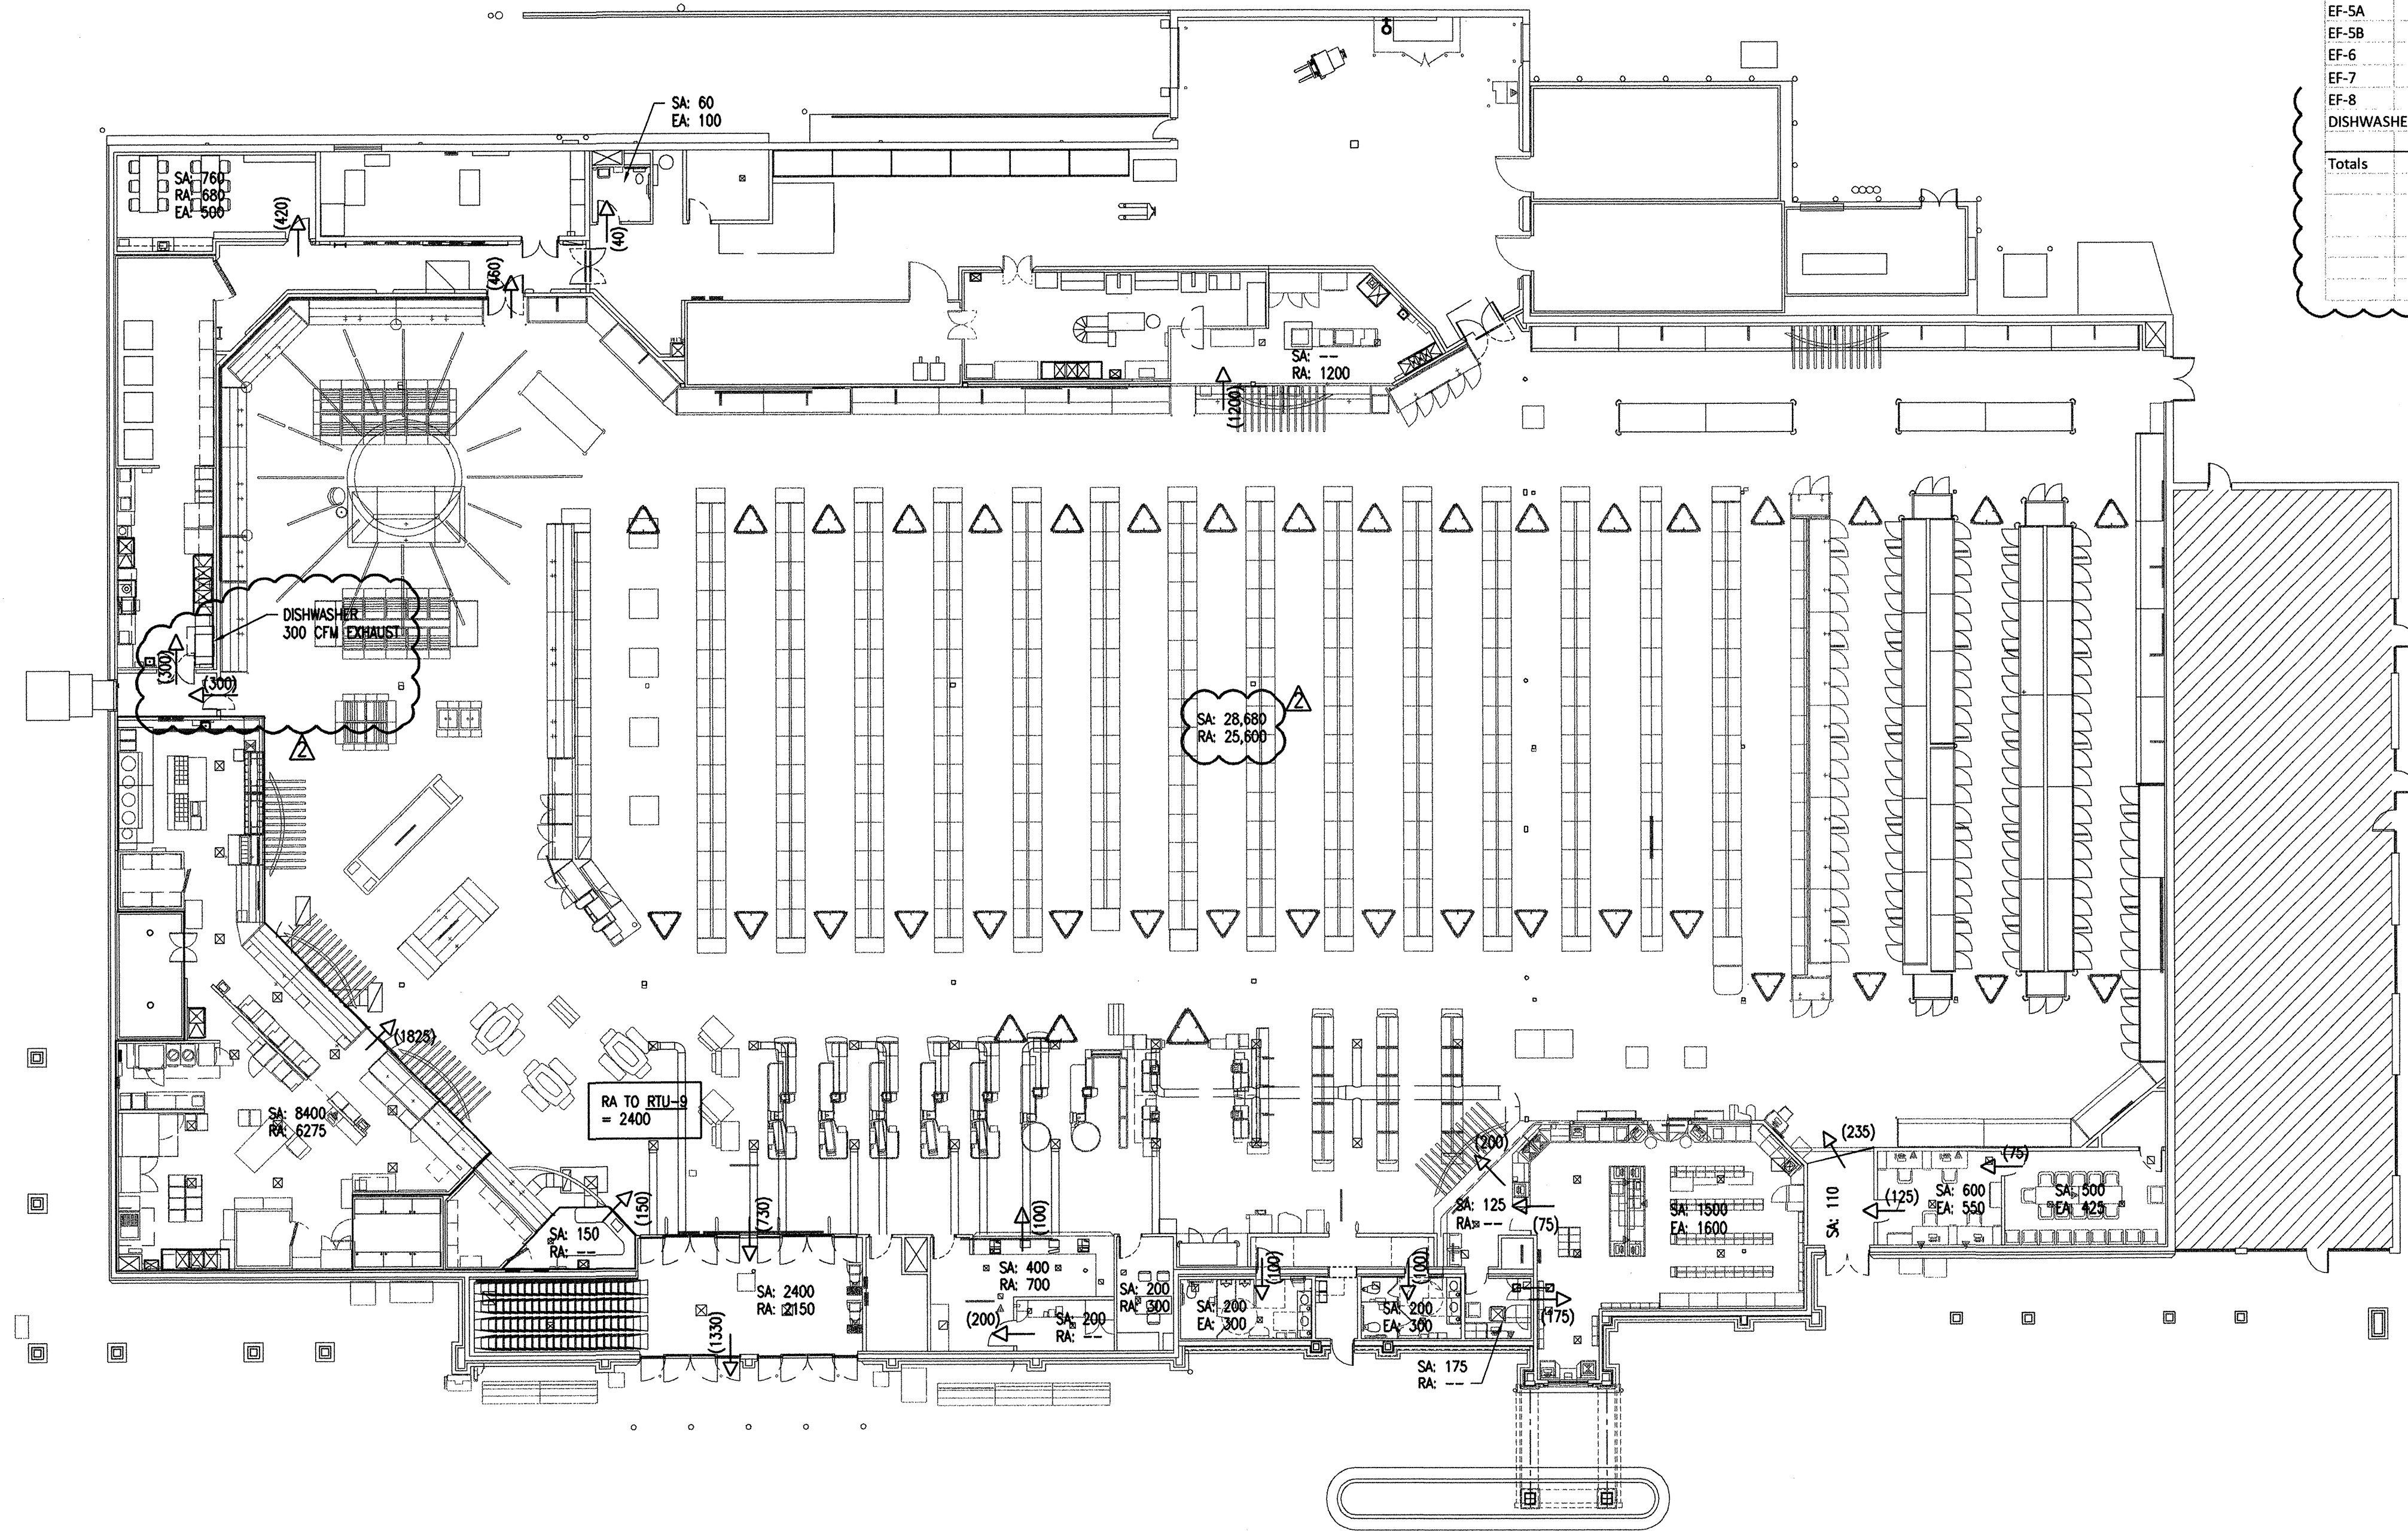 EF-5A
EF-5B
EF-6
EF-7
EF-8
DISHWASHE
Totals
SA: 60
EA: 100
SA: 760
RA: 680
EA: 500
(420)
(40)
(460)
SA: --
RA: 1200
(1200)
DISHWASHER
300 CFM EXHAUST
(300)
(300)
2
SA: 28,680
RA: 25,600
2
(1825)
SA: 8400
RA: 6275
RA TO RTU-9
= 2400
(150)
SA: 150
RA: --
(730)
SA: 2400
RA: 2150
(1330)
(100)
SA: 400
RA: 700
(200)
SA: 200
RA: --
SA: 200
RA: 300
(100)
SA: 200
EA: 300
(100)
SA: 200
EA: 300
(200)
SA: 125
RA: --
(75)
(175)
SA: 175
RA: --
SA: 1500
EA: 1600
(235)
SA: 110
(125)
(75)
SA: 600
EA: 550
SA: 500
EA: 425